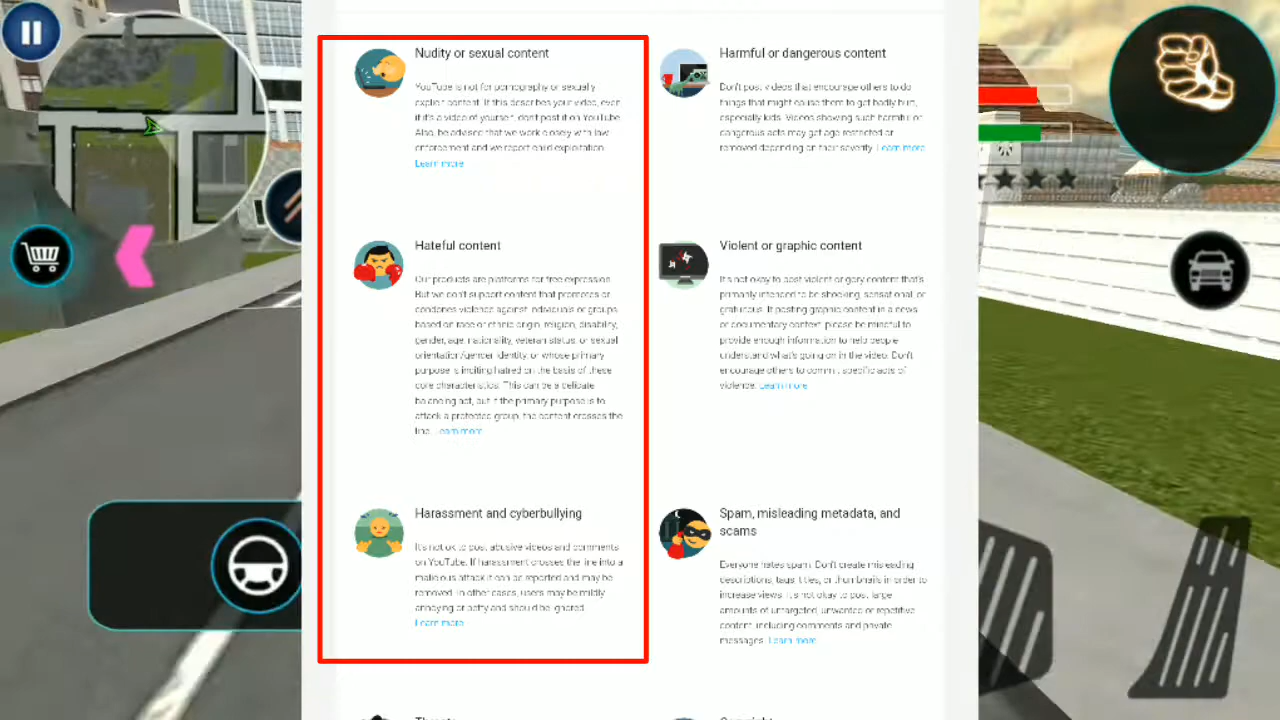 Nudity or sexual content
YouTube is not for pornography or sexually
explicit content. If this describes your video, even
if it's a video of yourself, don't post it on YouTube.
Also, be advised that we work closely with law
enforcement and we report child exploitation.
Learn more
Hateful content
Our products are platforms for free expression.
But we don't support content that promotes or
condones violence against individuals or groups
based on race or ethnic origin, religion, disability,
gender, age, nationality, veteran status, or sexual
orientation/gender identity, or whose primary
purpose is inciting hatred on the basis of these
core characteristics. This can be a delicate
balancing act, but if the primary purpose is to
attack a protected group, the content crosses the
line. Learn more
Harassment and cyberbullying
It's not ok to post abusive videos and comments
on YouTube. If harassment crosses the line into a
malicious attack it can be reported and may be
removed. In other cases, users may be mildly
annoying or petty and should be ignored.
Learn more
Harmful or dangerous content
Don't post videos that encourage others to do
things that might cause them to get badly hurt,
especially kids. Videos showing such harmful or
dangerous acts may get age restricted or
removed depending on their severity. Learn more
Violent or graphic content
It's not okay to post violent or gory content that's
primarily intended to be shocking, sensational, or
gratuitous. If posting graphic content in a news
or documentary context, please be mindful to
provide enough information to help people
understand what's going on in the video. Don't
encourage others to commit specific acts of
violence. Learn more
Spam, misleading metadata, and
scams
Everyone hates spam. Don't create misleading
descriptions, tags, titles, or thumbnails in order to
increase views. It's not okay to post large
amounts of untargeted, unwanted or repetitive
content, including comments and private
messages. Learn more